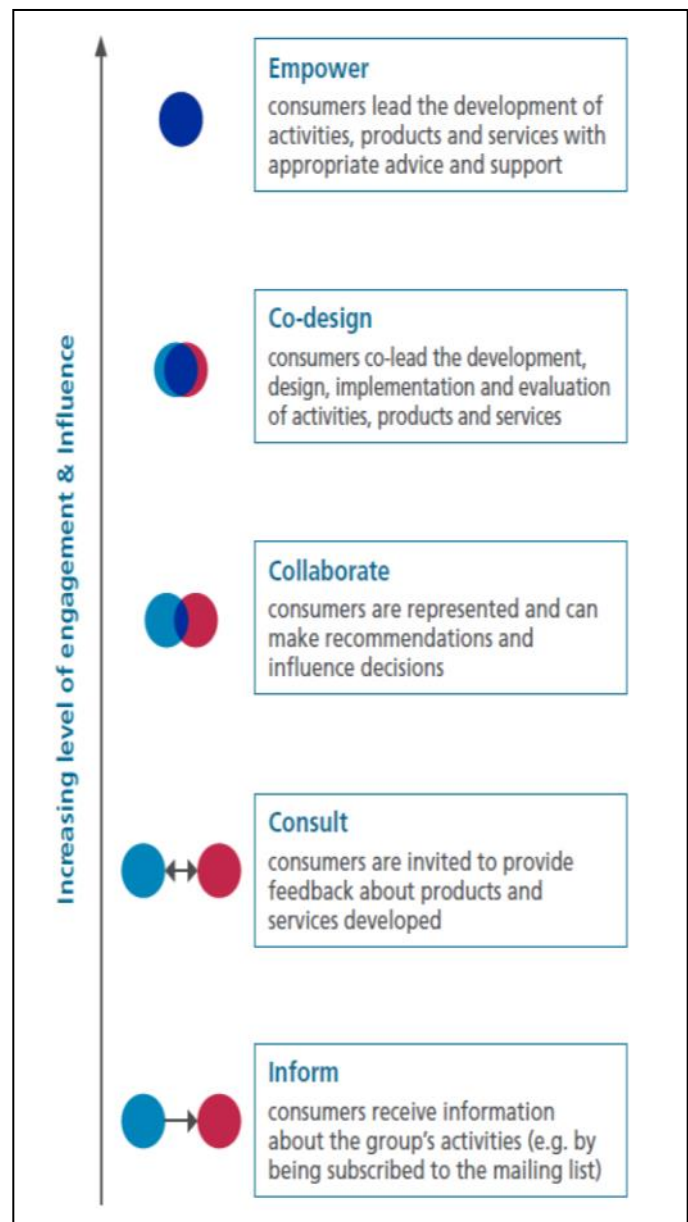 Empower
consumers lead the development of
activities, products and services with
appropriate advice and support
Co-design
consumers co-lead the development,
design, implementation and evaluation
of activities, products and services
Collaborate
consumers are represented and can
make recommendations and
influence decisions
Consult
consumers are invited to provide
feedback about products and
services developed
Inform
consumers receive information
about the group's activities (e.g. by
being subscribed to the mailing list)
Increasing level of engagement & Influence